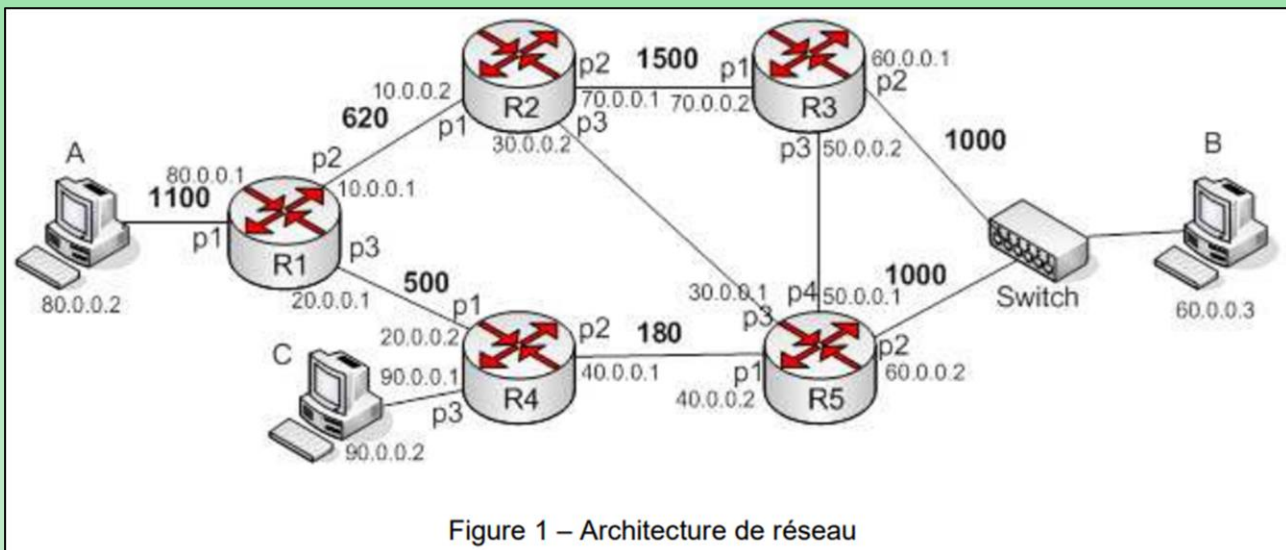 60.0.0.1
p2 1500 p1
p2
10.0.0.2 R2 70.0.0.1 70.0.0.2 R3
620 p1 p3 1000
30.0.0.2 p3 50.0.0.2
A B
p2
80.0.0.1 10.0.0.1
1100
p1 p3
R1
500 1000
80.0.0.2 20.0.0.1 p1 30.0.0.1 p4 50.0.0.1 Switch
p3 60.0.0.3
20.0.0.2 p2 180 p2
C
90.0.0.1 40.0.0.1 p1 60.0.0.2
p3 R4 40.0.0.2 R5
90.0.0.2
Figure 1 – Architecture de réseau